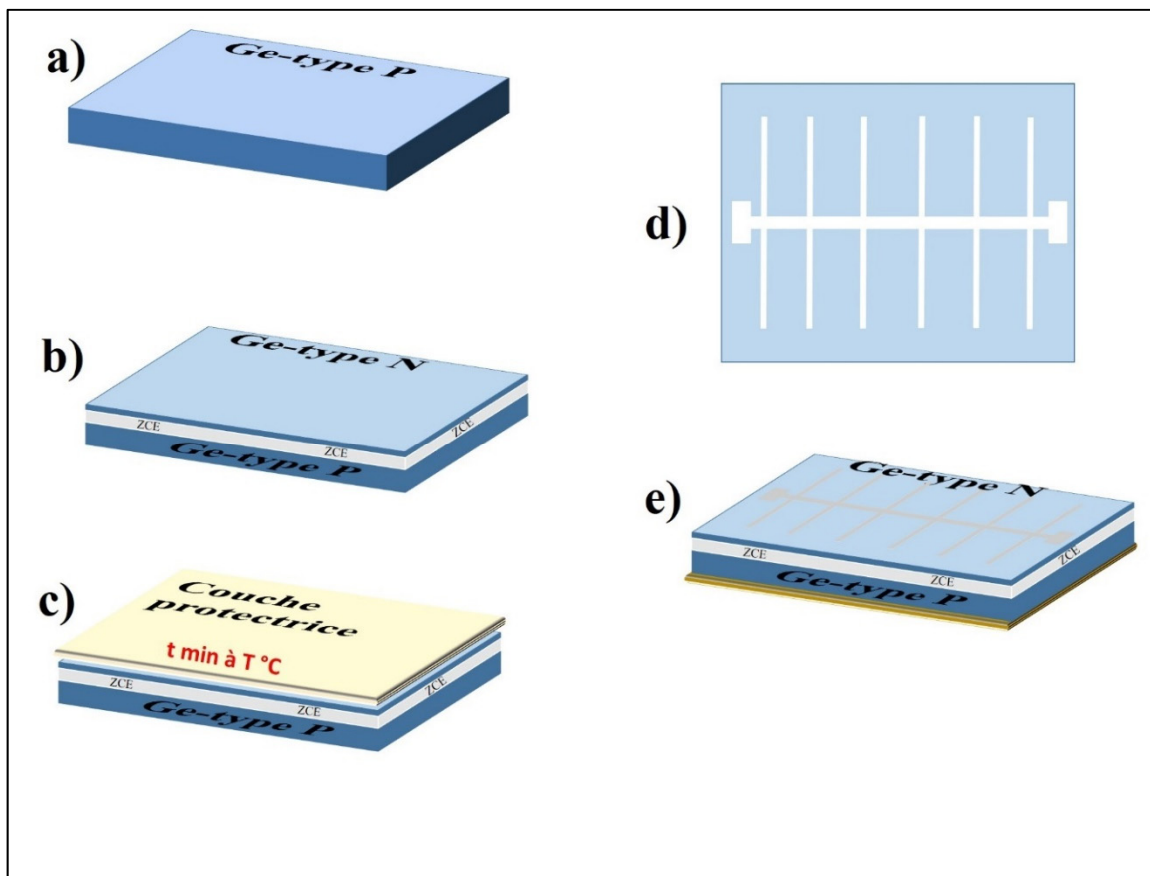 a)
Ge-type P
b)
Ge-type N
ZCE
ZCE
ZCE
Ge-type P
c)
Couche
protectrice
t min à T °C
ZCE
ZCE
ZCE
Ge-type P
d)
e)
Ge-type N
ZCE
ZCE
ZCE
Ge-type P